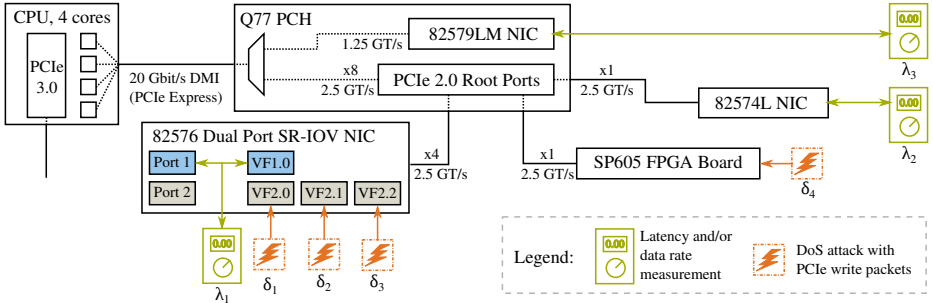 CPU, 4 cores
PCIe
3.0
20 Gbit/s DMI
(PCIe Express)
Q77 PCH
82579LM NIC
1.25 GT/s
x8
2.5 GT/s
PCIe 2.0 Root Ports
x1
2.5 GT/s
82574L NIC
0.00
λ3
0.00
λ2
82576 Dual Port SR-IOV NIC
Port 1
VF1.0
Port 2
VF2.0
VF2.1
VF2.2
x4
2.5 GT/s
x1
2.5 GT/s
SP605 FPGA Board
δ4
0.00
λ1
δ1
δ2
δ3
Legend:
0.00
Latency and/or
data rate
measurement
DoS attack with
PCIe write packets